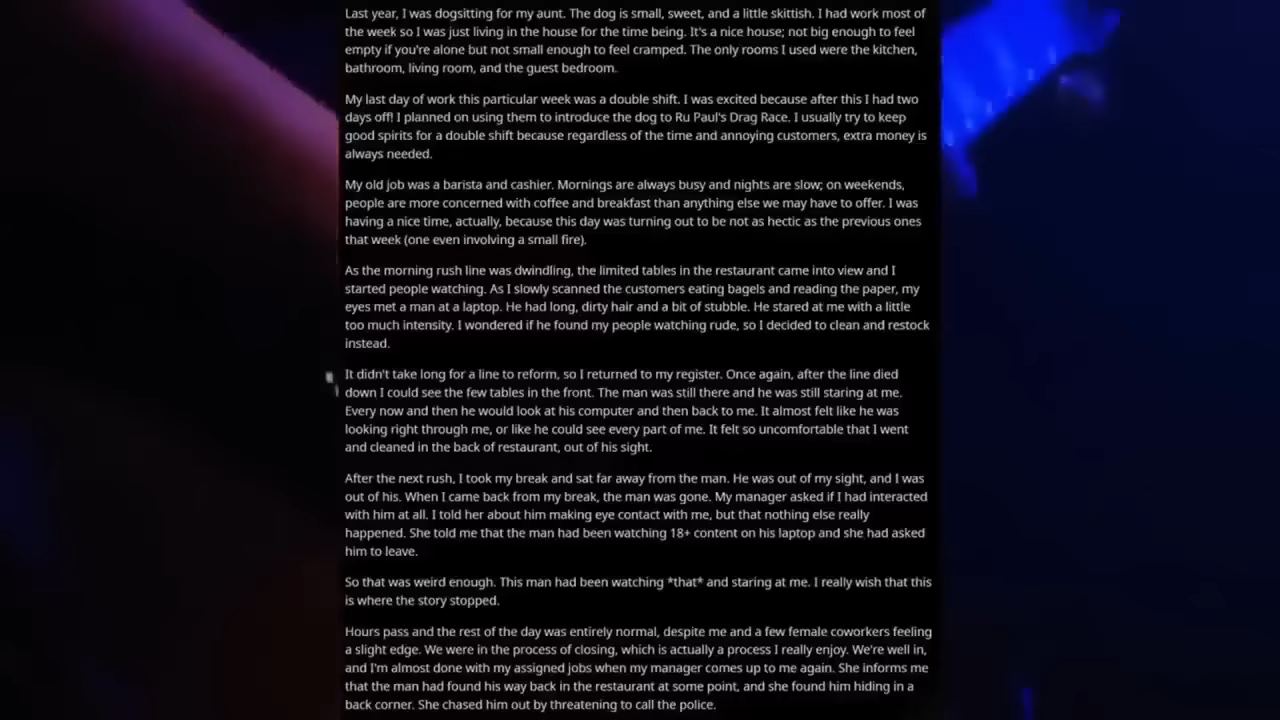 Last year, I was dogsitting for my aunt. The dog is small, sweet, and a little skittish. I had work most of
the week so I was just living in the house for the time being. It's a nice house; not big enough to feel
empty if you're alone but not small enough to feel cramped. The only rooms I used were the kitchen,
bathroom, living room, and the guest bedroom.
My last day of work this particular week was a double shift. I was excited because after this I had two
days off! I planned on using them to introduce the dog to Ru Paul's Drag Race. I usually try to keep
good spirits for a double shift because regardless of the time and annoying customers, extra money is
always needed.
My old job was a barista and cashier. Mornings are always busy and nights are slow; on weekends,
people are more concerned with coffee and breakfast than anything else we may have to offer. I was
having a nice time, actually, because this day was turning out to be not as hectic as the previous ones
that week (one even involving a small fire).
As the morning rush line was dwindling, the limited tables in the restaurant came into view and I
started people watching. As I slowly scanned the customers eating bagels and reading the paper, my
eyes met a man at a laptop. He had long, dirty hair and a bit of stubble. He stared at me with a little
too much intensity. I wondered if he found my people watching rude, so I decided to clean and restock
instead.
It didn't take long for a line to reform, so I returned to my register. Once again, after the line died
down I could see the few tables in the front. The man was still there and he was still staring at me.
Every now and then he would look at his computer and then back to me. It almost felt like he was
looking right through me, or like he could see every part of me. It felt so uncomfortable that I went
and cleaned in the back of restaurant, out of his sight.
After the next rush, I took my break and sat far away from the man. He was out of my sight, and I was
out of his. When I came back from my break, the man was gone. My manager asked if I had interacted
with him at all. I told her about him making eye contact with me, but that nothing else really
happened. She told me that the man had been watching 18+ content on his laptop and she had asked
him to leave.
So that was weird enough. This man had been watching *that* and staring at me. I really wish that this
is where the story stopped.
Hours pass and the rest of the day was entirely normal, despite me and a few female coworkers feeling
a slight edge. We were in the process of closing, which is actually a process I really enjoy. We're well in,
and I'm almost done with my assigned jobs when my manager comes up to me again. She informs me
that the man had found his way back in the restaurant at some point, and she found him hiding in a
back corner. She chased him out by threatening to call the police.